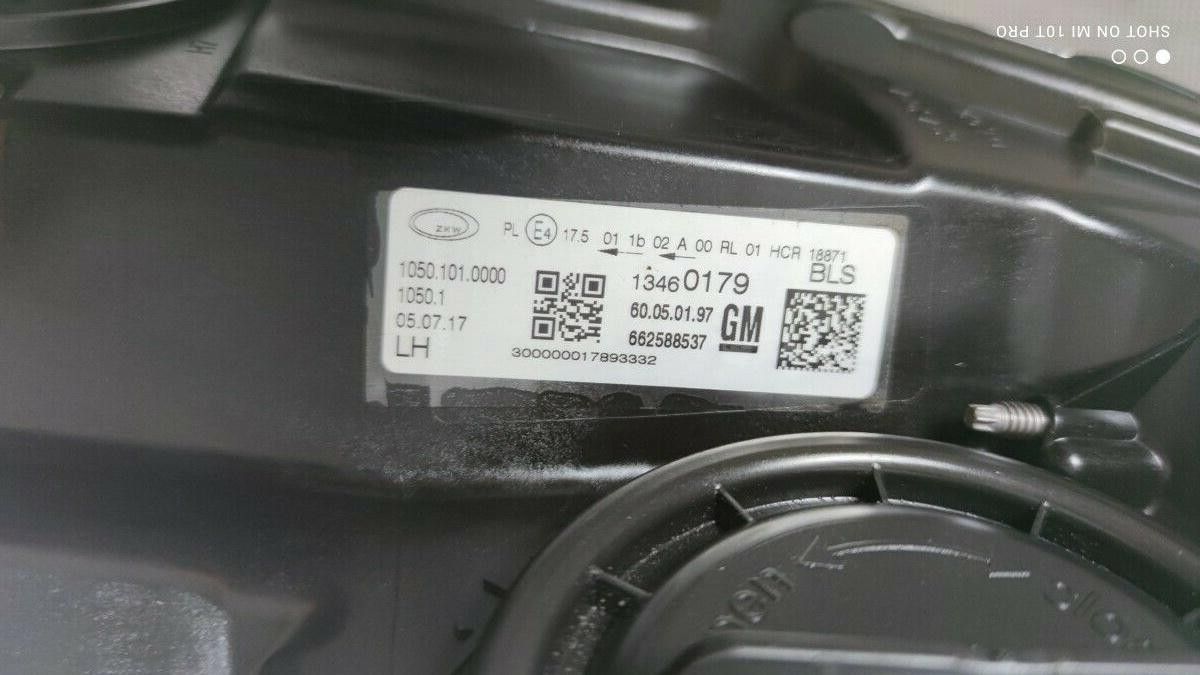 SHOT ON MI 10T PRO
LH
ZKW
PL E4 17.5 01 1b 02 A 00 RL 01 HCR 18871
1050.101.0000
1050.1
05.07.17
LH
13460179
BLS
60.05.01.97
662588537
GM
300000017893332